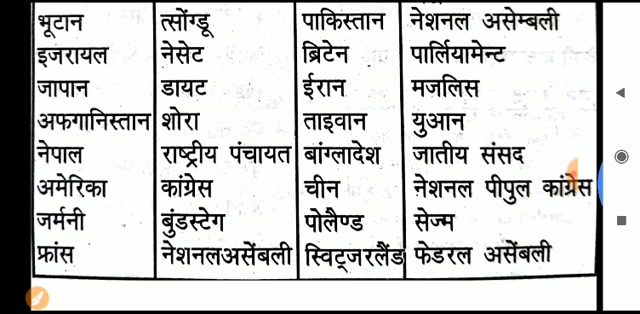 भूटान त्सोंग्डू पाकिस्तान नेशनल असेम्बली
इजरायल नेसेट ब्रिटेन पार्लियामेन्ट
जापान डायट ईरान मजलिस
अफगानिस्तान शोरा ताइवान युआन
नेपाल राष्ट्रीय पंचायत बांग्लादेश जातीय संसद
अमेरिका कांग्रेस चीन नेशनल पीपुल कांग्रेस
जर्मनी बुंडस्टेग पोलैण्ड सेज्म
फ्रांस नेशनलअसेंबली स्विट्जरलैंड फेडरल असेंबली